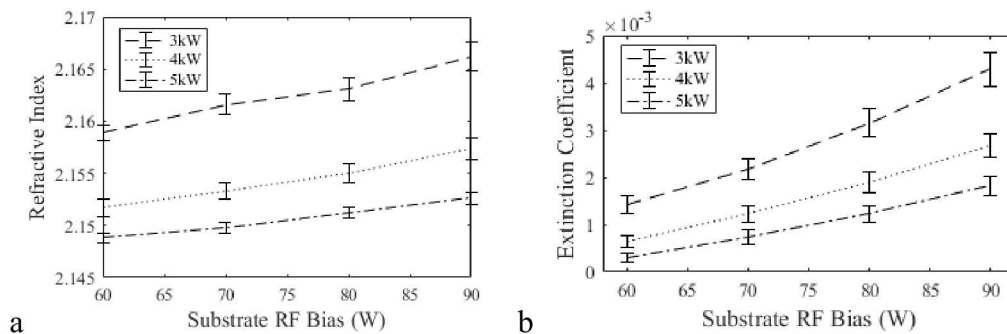 2.17
2.165
2.16
2.155
2.15
2.145
Refractive Index
3kW
4kW
5kW
60 65 70 75 80 85 90
Substrate RF Bias (W)
a
×10⁻³
5
4
3
2
1
0
Extinction Coefficient
3kW
4kW
5kW
60 65 70 75 80 85 90
Substrate RF Bias (W)
b